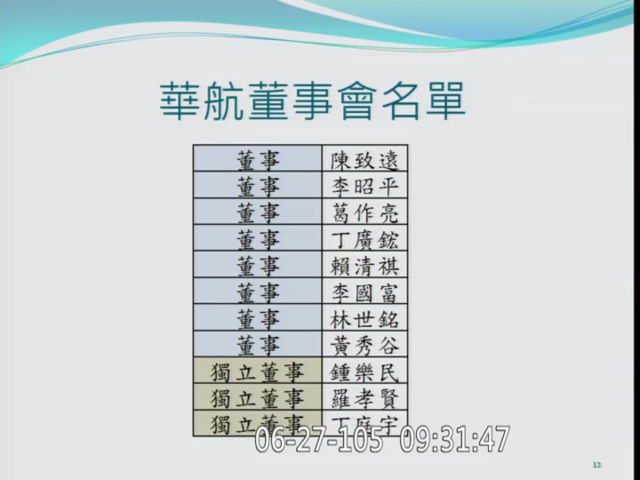 華航董事會名單
董事 陳致遠
董事 李昭平
董事 葛作亮
董事 丁廣鋐
董事 賴清祺
董事 李國富
董事 林世銘
董事 黃秀谷
獨立董事 鍾樂民
獨立董事 羅孝賢
獨立董事 丁庭宇
06-27-105 09:31:47
12